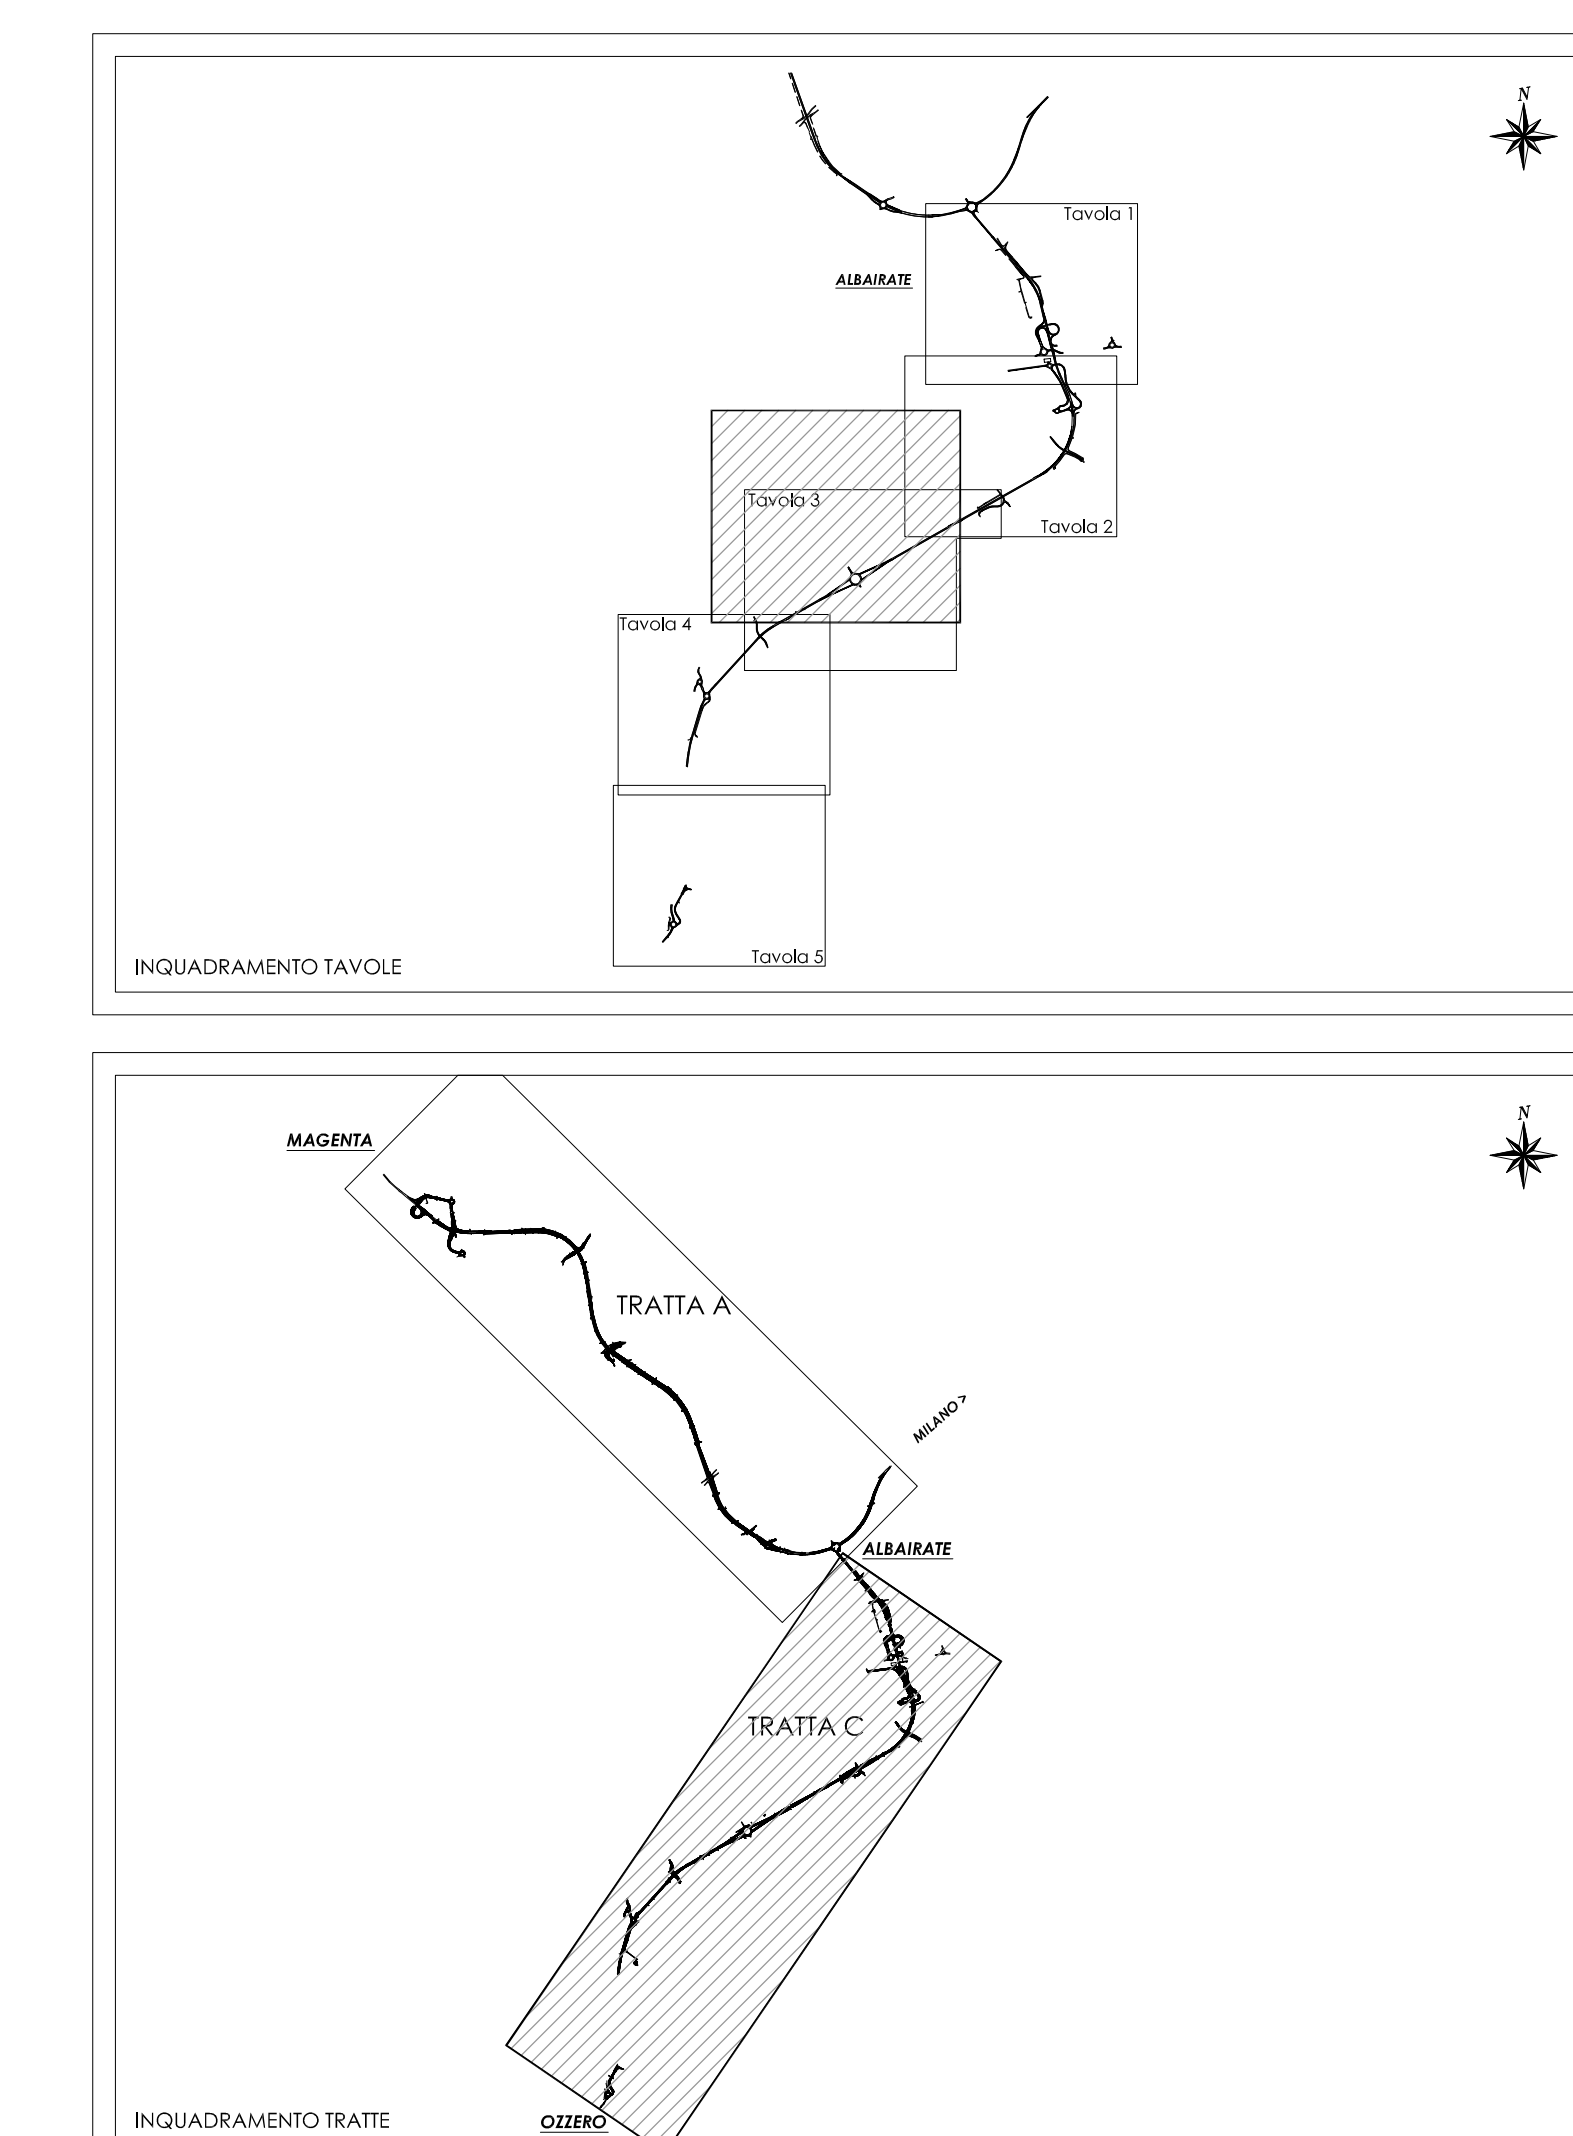 N
Tavola 1
ALBAIRATE
Tavola 3
Tavola 2
Tavola 4
Tavola 5
INQUADRAMENTO TAVOLE
N
MAGENTA
TRATTA A
MILANO >
ALBAIRATE
TRATTA C
INQUADRAMENTO TRATTE
OZZERO